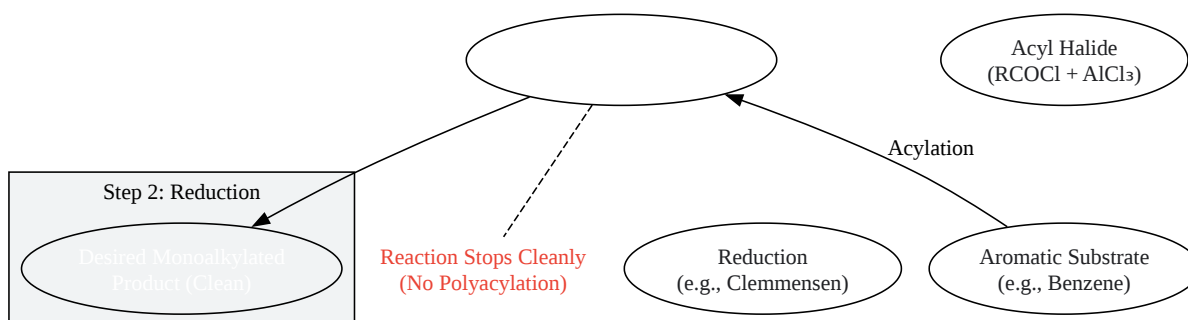 Acyl Halide
(RCOCl + AlCl₃)
Acylation
Step 2: Reduction
Desired Monoalkylated
Product (Clean)
Reaction Stops Cleanly
(No Polyacylation)
Reduction
(e.g., Clemmensen)
Aromatic Substrate
(e.g., Benzene)